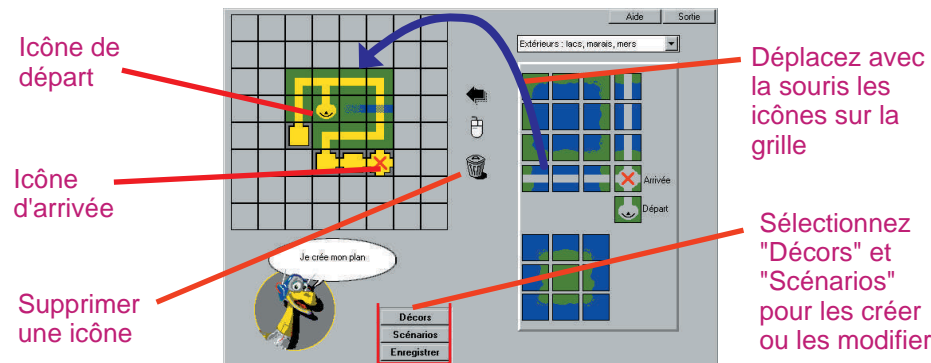 Aide
Sortie
Extérieurs : lacs, marais, mers
Icône de
départ
Déplacez avec
la souris les
icônes sur la
grille
Icône
d'arrivée
Arrivée
Départ
Sélectionnez
"Décors" et
"Scénarios"
pour les créer
ou les modifier
Je crée mon plan
Supprimer
une icône
Décors
Scénarios
Enregistrer